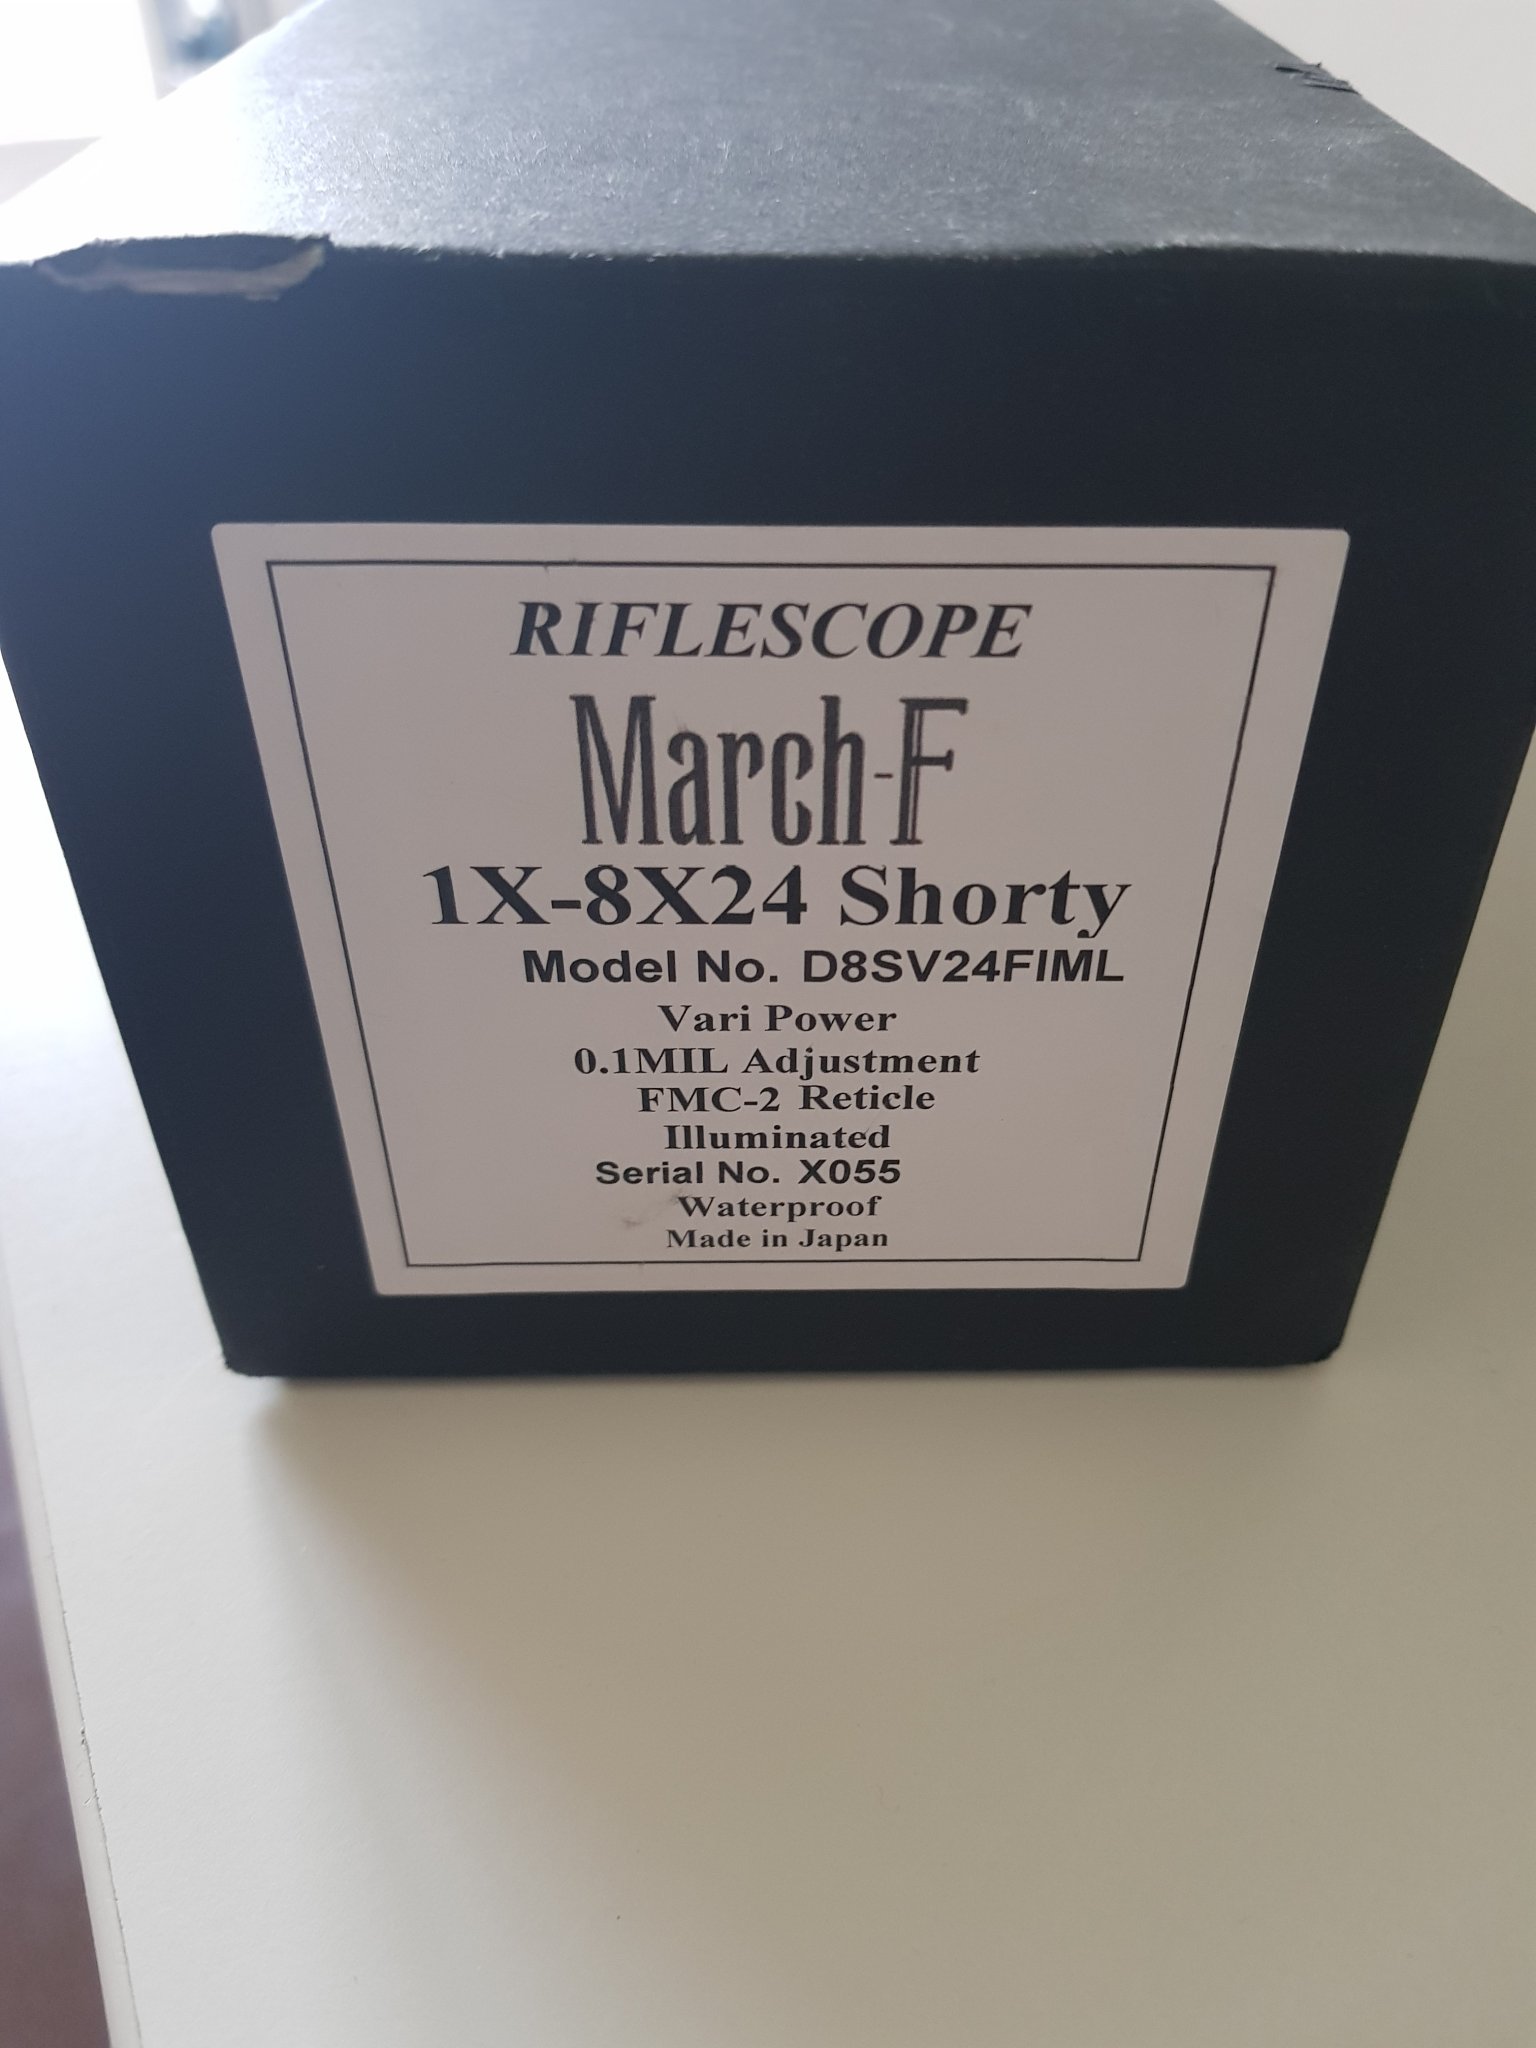 RIFLESCOPE
March-F
1X-8X24 Shorty
Model No. D8SV24FIML
Vari Power
0.1MIL Adjustment
FMC-2 Reticle
Illuminated
Serial No. X055
Waterproof
Made in Japan